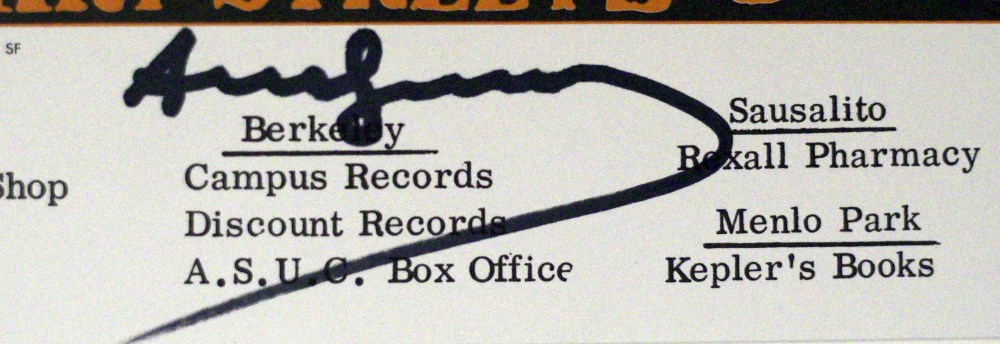 SF
Shop
Berkeley
Campus Records
Discount Records
A.S.U.C. Box Office
Sausalito
Rexall Pharmacy
Menlo Park
Kepler's Books